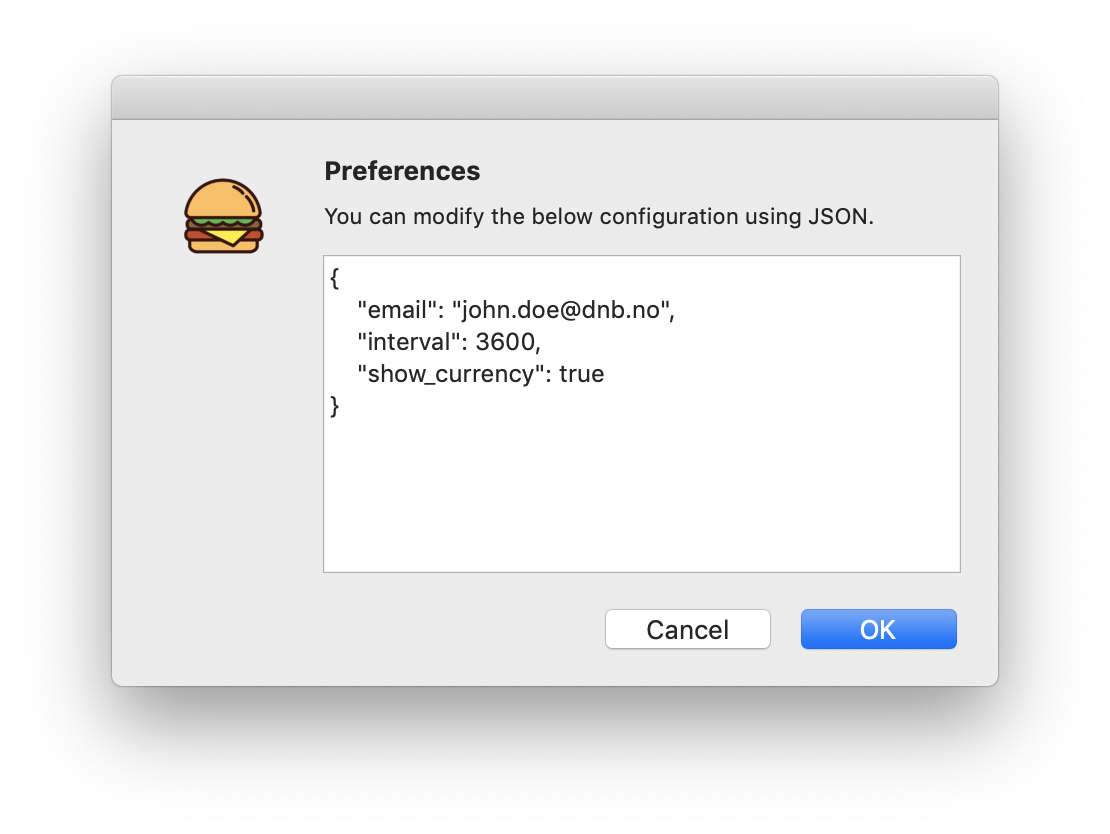 Preferences
You can modify the below configuration using JSON.
{
    "email": "john.doe@dnb.no",
    "interval": 3600,
    "show_currency": true
}
Cancel
OK